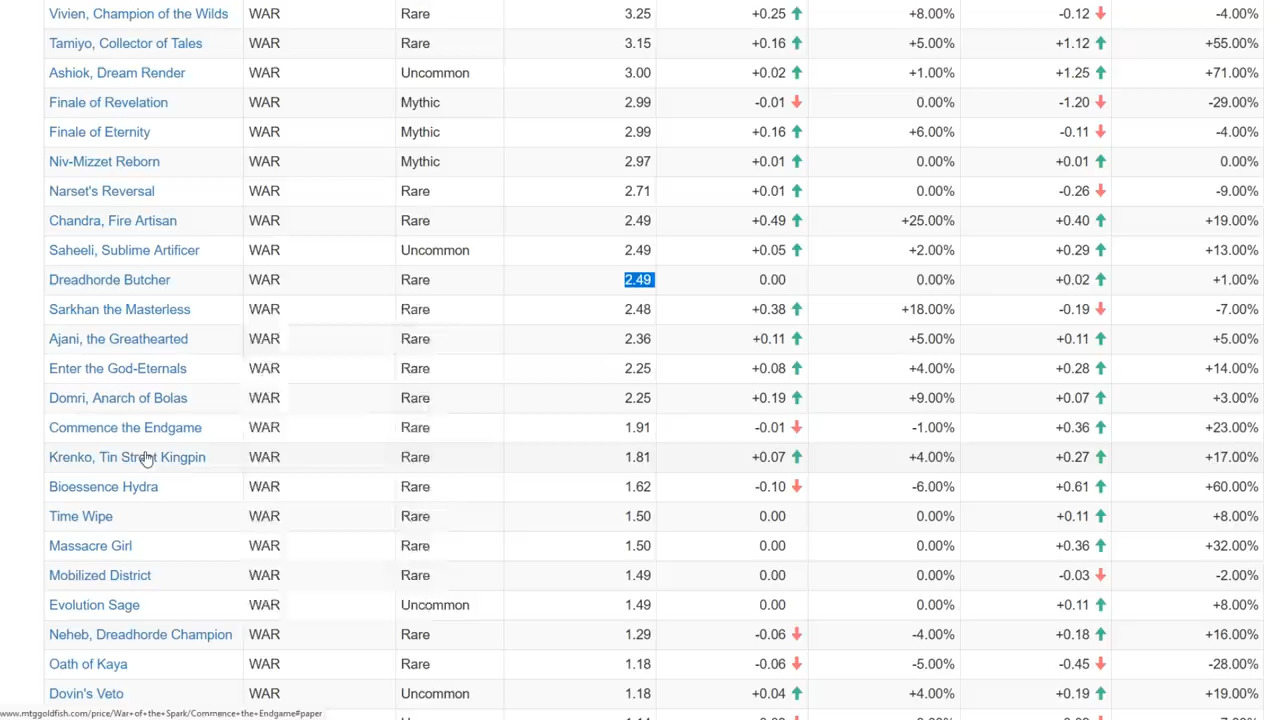 Vivien, Champion of the Wilds WAR Rare 3.25 +0.25 +8.00% -0.12 -4.00%
Tamiyo, Collector of Tales WAR Rare 3.15 +0.16 +5.00% +1.12 +55.00%
Ashiok, Dream Render WAR Uncommon 3.00 +0.02 +1.00% +1.25 +71.00%
Finale of Revelation WAR Mythic 2.99 -0.01 0.00% -1.20 -29.00%
Finale of Eternity WAR Mythic 2.99 +0.16 +6.00% -0.11 -4.00%
Niv-Mizzet Reborn WAR Mythic 2.97 +0.01 0.00% +0.01 0.00%
Narset's Reversal WAR Rare 2.71 +0.01 0.00% -0.26 -9.00%
Chandra, Fire Artisan WAR Rare 2.49 +0.49 +25.00% +0.40 +19.00%
Saheeli, Sublime Artificer WAR Uncommon 2.49 +0.05 +2.00% +0.29 +13.00%
Dreadhorde Butcher WAR Rare 2.49 0.00 0.00% +0.02 +1.00%
Sarkhan the Masterless WAR Rare 2.48 +0.38 +18.00% -0.19 -7.00%
Ajani, the Greathearted WAR Rare 2.36 +0.11 +5.00% +0.11 +5.00%
Enter the God-Eternals WAR Rare 2.25 +0.08 +4.00% +0.28 +14.00%
Domri, Anarch of Bolas WAR Rare 2.25 +0.19 +9.00% +0.07 +3.00%
Commence the Endgame WAR Rare 1.91 -0.01 -1.00% +0.36 +23.00%
Krenko, Tin Street Kingpin WAR Rare 1.81 +0.07 +4.00% +0.27 +17.00%
Bioessence Hydra WAR Rare 1.62 -0.10 -6.00% +0.61 +60.00%
Time Wipe WAR Rare 1.50 0.00 0.00% +0.11 +8.00%
Massacre Girl WAR Rare 1.50 0.00 0.00% +0.36 +32.00%
Mobilized District WAR Rare 1.49 0.00 0.00% -0.03 -2.00%
Evolution Sage WAR Uncommon 1.49 0.00 0.00% +0.11 +8.00%
Neheb, Dreadhorde Champion WAR Rare 1.29 -0.06 -4.00% +0.18 +16.00%
Oath of Kaya WAR Rare 1.18 -0.06 -5.00% -0.45 -28.00%
Dovin's Veto WAR Uncommon 1.18 +0.04 +4.00% +0.19 +19.00%
www.mtggoldfish.com/price/War+of+the+Spark/Commence+the+Endgame#paper